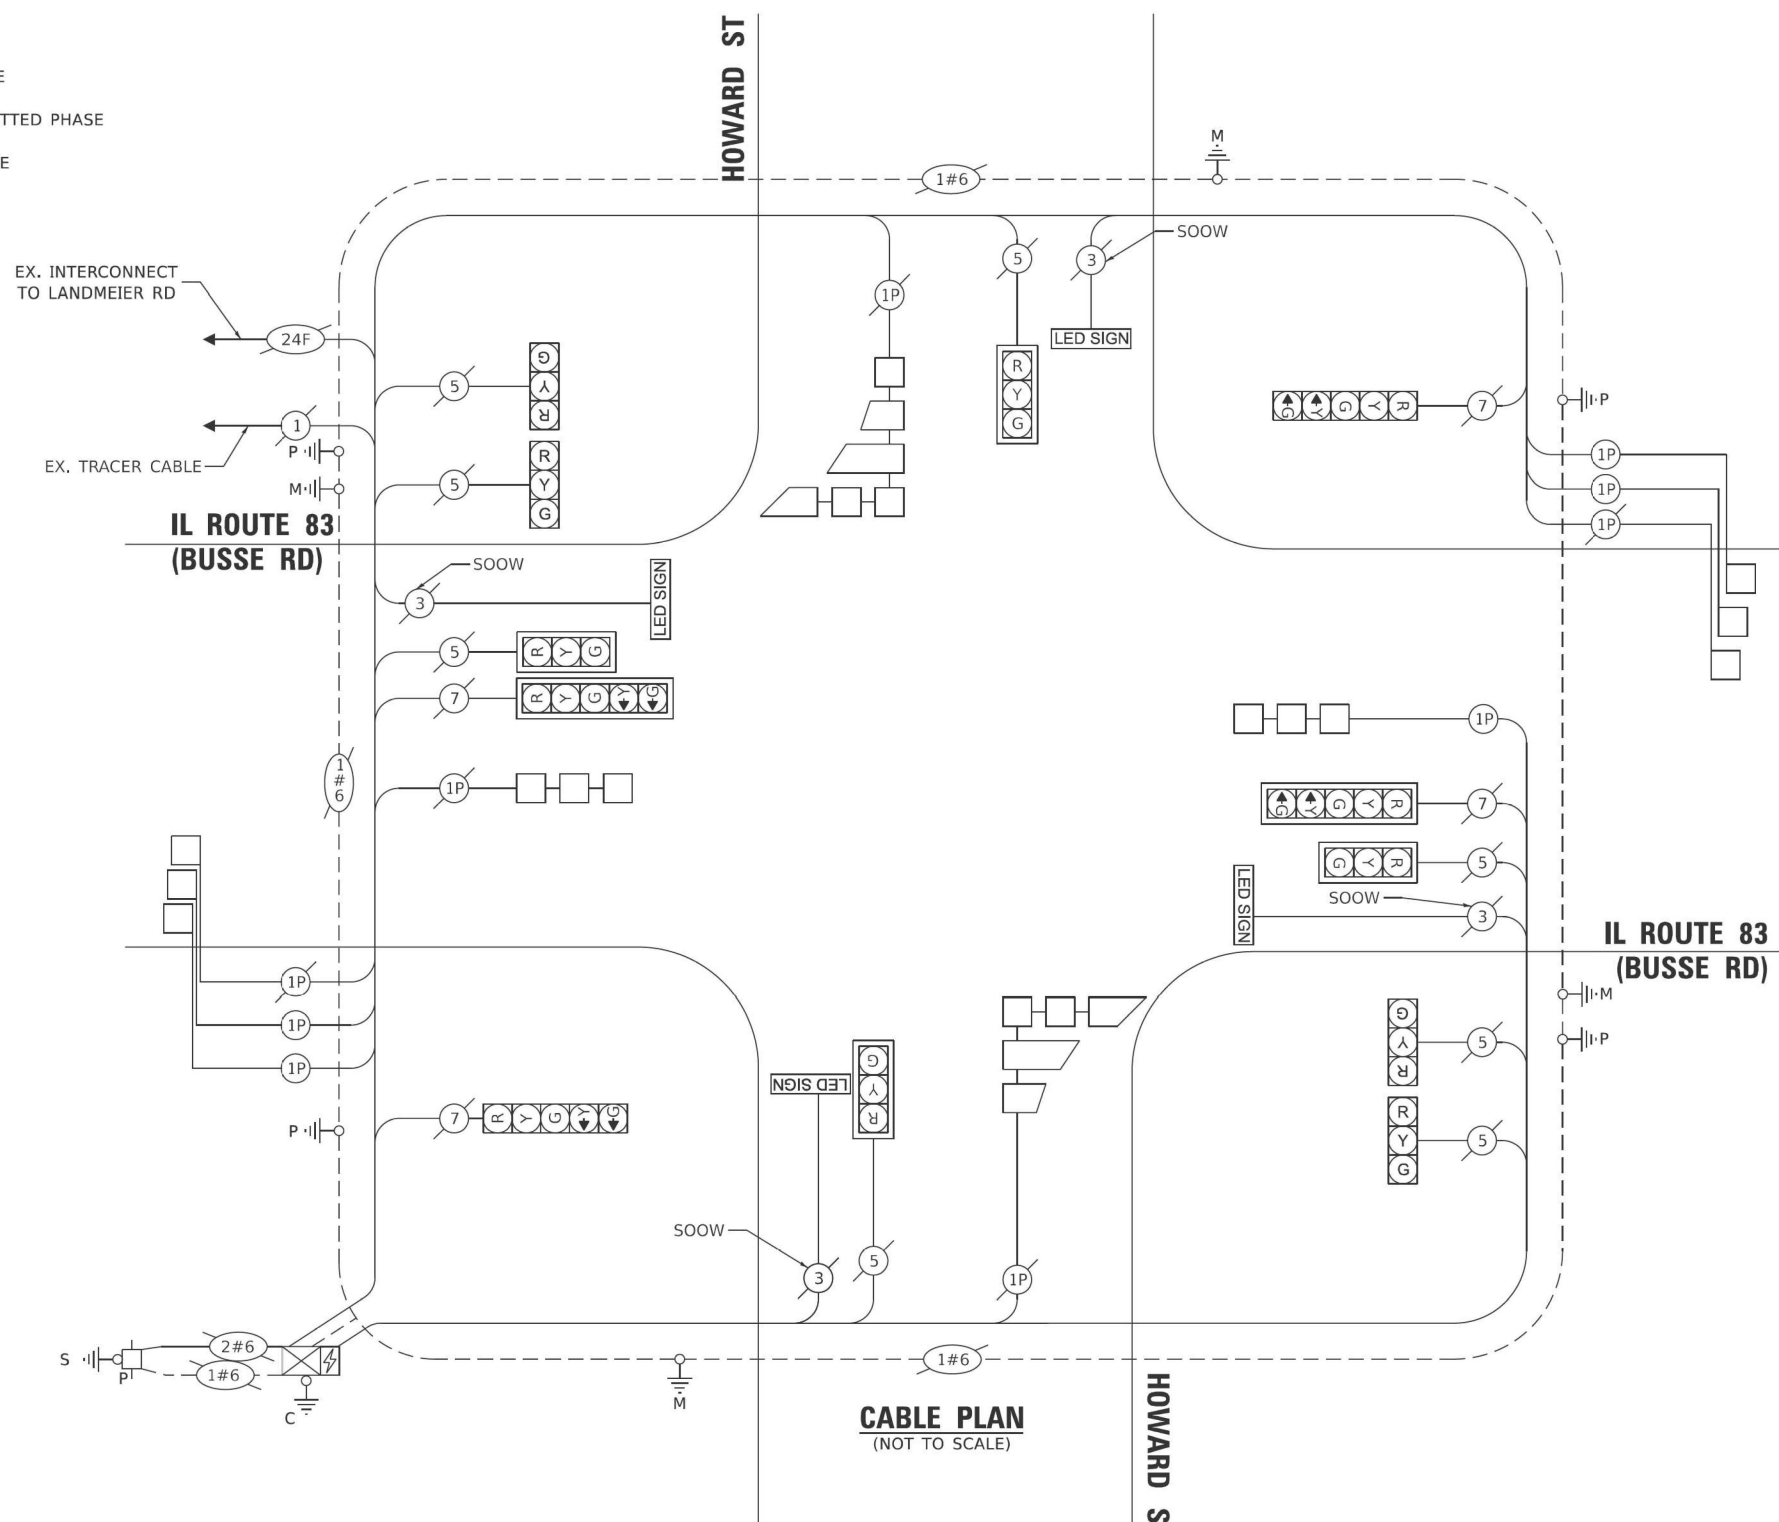 HOWARD ST
E
TTED PHASE
E
M
1#6
SOOW
EX. INTERCONNECT
TO LANDMEIER RD
5
3
1P
24F
LED SIGN
G
Y
R
5
R
Y
G
G Y G Y R
7
P
1
P
EX. TRACER CABLE
M
5
R
Y
G
1P
1P
1P
IL ROUTE 83
(BUSSE RD)
SOOW
3
LED SIGN
5
R Y G
7
R Y G Y G
1P
1
#
6
1P
G Y G Y R
7
G Y R
5
LED SIGN
SOOW
3
IL ROUTE 83
(BUSSE RD)
1P
1P
1P
M
P
G
Y
R
5
R
Y
G
5
LED SIGN
G
Y
R
P
7
R Y G Y G
SOOW
3
5
1P
S
P
2#6
1#6
C
M
1#6
CABLE PLAN
(NOT TO SCALE)
HOWARD S